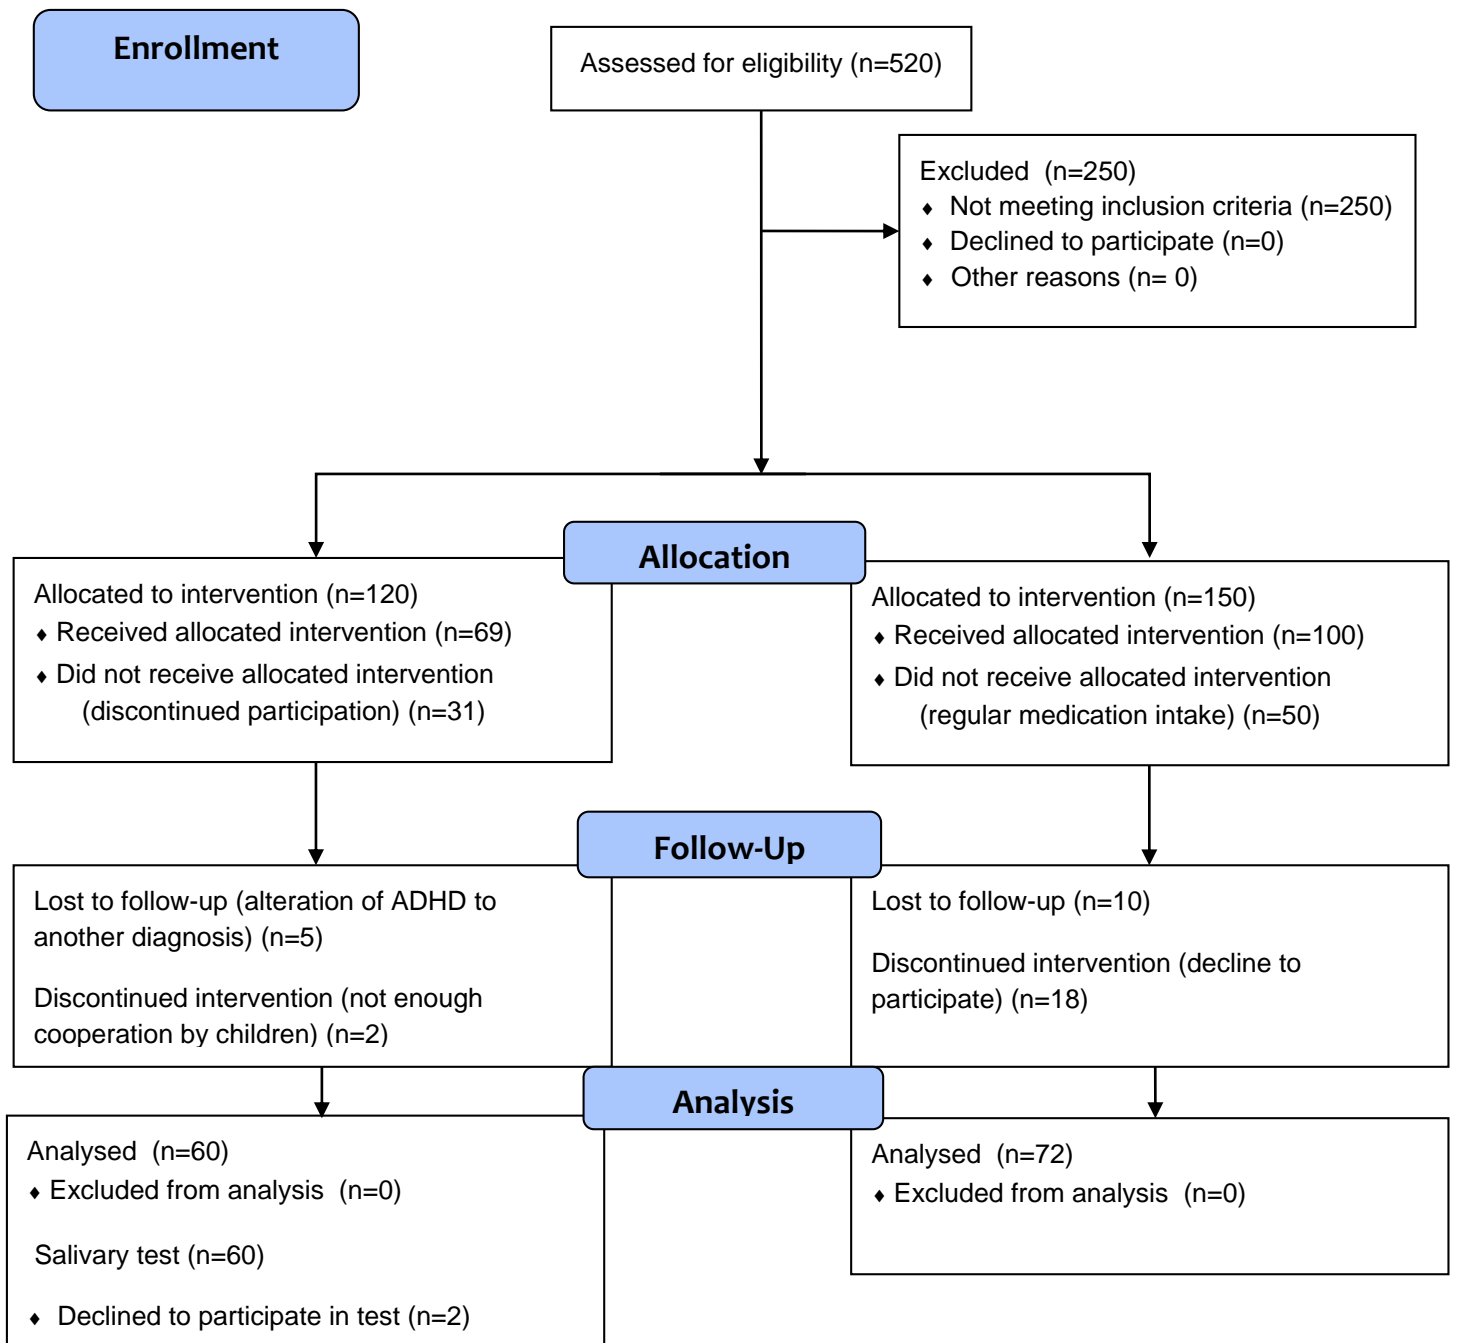 Enrollment
Assessed for eligibility (n=520)
Excluded (n=250)
♦ Not meeting inclusion criteria (n=250)
♦ Declined to participate (n=0)
♦ Other reasons (n= 0)
Allocation
Allocated to intervention (n=120)
♦ Received allocated intervention (n=69)
♦ Did not receive allocated intervention
(discontinued participation) (n=31)
Allocated to intervention (n=150)
♦ Received allocated intervention (n=100)
♦ Did not receive allocated intervention
(regular medication intake) (n=50)
Follow-Up
Lost to follow-up (alteration of ADHD to
another diagnosis) (n=5)
Discontinued intervention (not enough
cooperation by children) (n=2)
Lost to follow-up (n=10)
Discontinued intervention (decline to
participate) (n=18)
Analysis
Analysed (n=60)
♦ Excluded from analysis (n=0)
Salivary test (n=60)
♦ Declined to participate in test (n=2)
Analysed (n=72)
♦ Excluded from analysis (n=0)